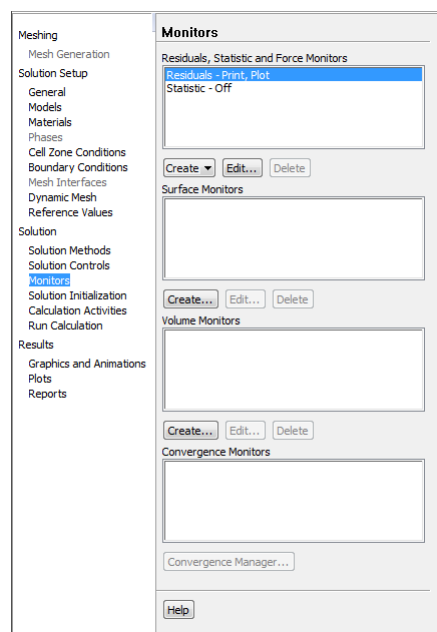 Meshing
Mesh Generation
Solution Setup
General
Models
Materials
Phases
Cell Zone Conditions
Boundary Conditions
Mesh Interfaces
Dynamic Mesh
Reference Values
Solution
Solution Methods
Solution Controls
Monitors
Solution Initialization
Calculation Activities
Run Calculation
Results
Graphics and Animations
Plots
Reports
Monitors
Residuals, Statistic and Force Monitors
Residuals - Print, Plot
Statistic - Off
Create Edit... Delete
Surface Monitors
Create... Edit... Delete
Volume Monitors
Create... Edit... Delete
Convergence Monitors
Convergence Manager...
Help